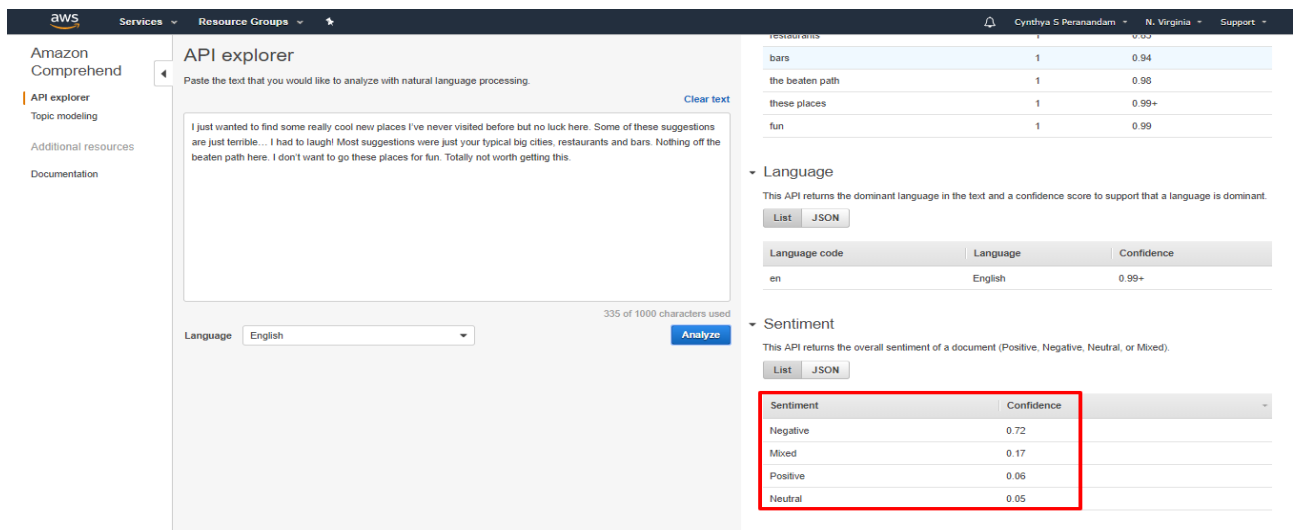 aws Services Resource Groups Cynthya S Peranandam N. Virginia Support
Amazon
Comprehend
API explorer
Topic modeling
Additional resources
Documentation
API explorer
Paste the text that you would like to analyze with natural language processing.
Clear text
I just wanted to find some really cool new places I've never visited before but no luck here. Some of these suggestions
are just terrible… I had to laugh! Most suggestions were just your typical big cities, restaurants and bars. Nothing off the
beaten path here. I don't want to go these places for fun. Totally not worth getting this.
335 of 1000 characters used
Language English Analyze
restaurants 1
bars 1 0.94
the beaten path 1 0.98
these places 1 0.99+
fun 1 0.99
Language
This API returns the dominant language in the text and a confidence score to support that a language is dominant.
List JSON
Language code Language Confidence
en English 0.99+
Sentiment
This API returns the overall sentiment of a document (Positive, Negative, Neutral, or Mixed).
List JSON
Sentiment Confidence
Negative 0.72
Mixed 0.17
Positive 0.06
Neutral 0.05